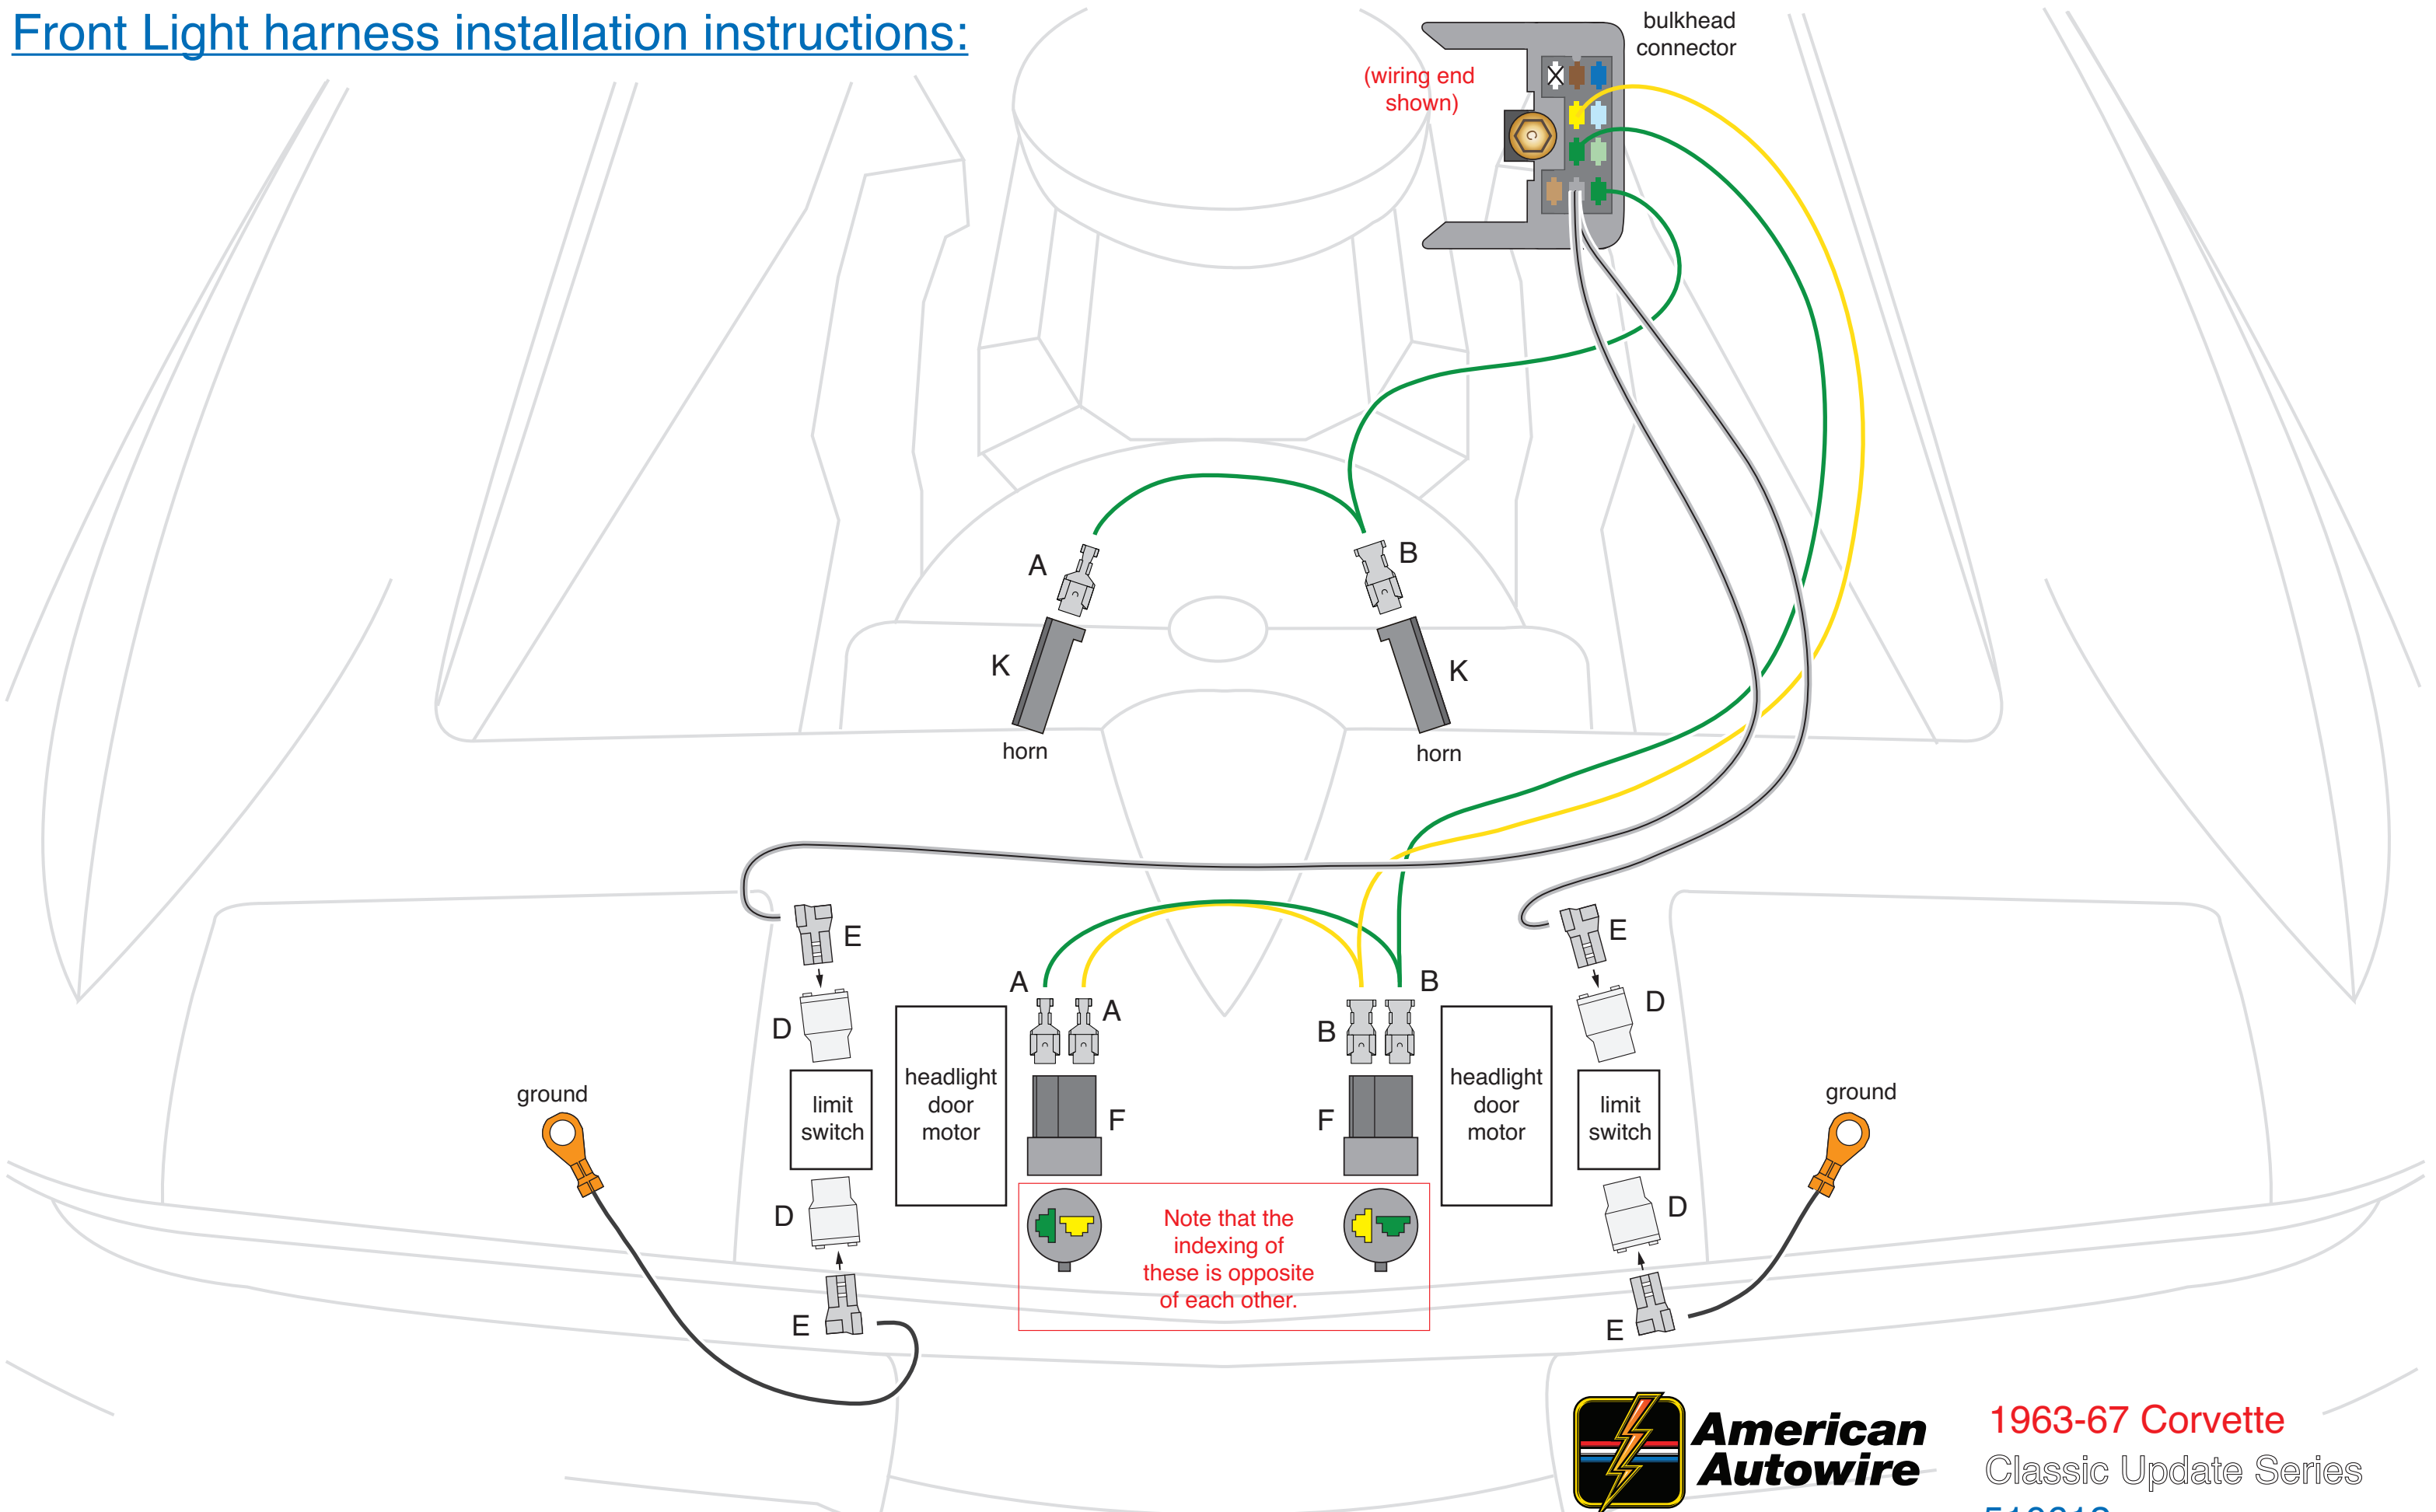 Front Light harness installation instructions:
bulkhead
connector
(wiring end
shown)
A
B
K
K
horn
horn
E
E
A
A
B
B
D
D
headlight
door
motor
headlight
door
motor
limit
switch
limit
switch
F
F
ground
ground
D
D
Note that the
indexing of
these is opposite
of each other.
E
E
American
Autowire
1963-67 Corvette
Classic Update Series